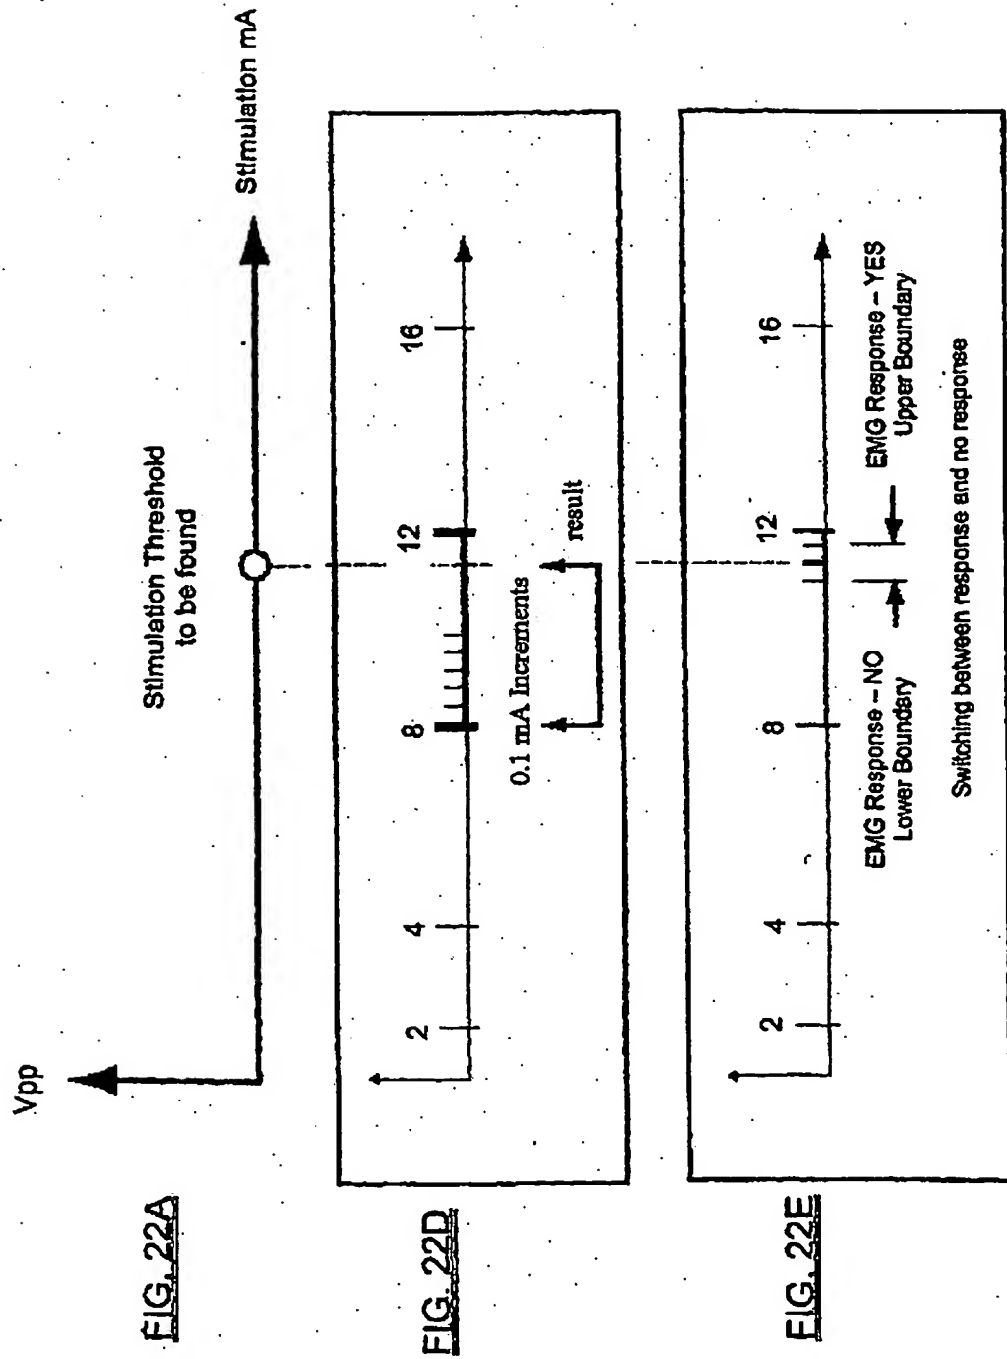 FIG. 22A
Vpp
Stimulation Threshold
to be found
Stimulation mA
FIG. 22D
2
4
8
12
16
0.1 mA Increments
result
FIG. 22E
2
4
8
12
16
EMG Response – NO
Lower Boundary
EMG Response – YES
Upper Boundary
Switching between response and no response